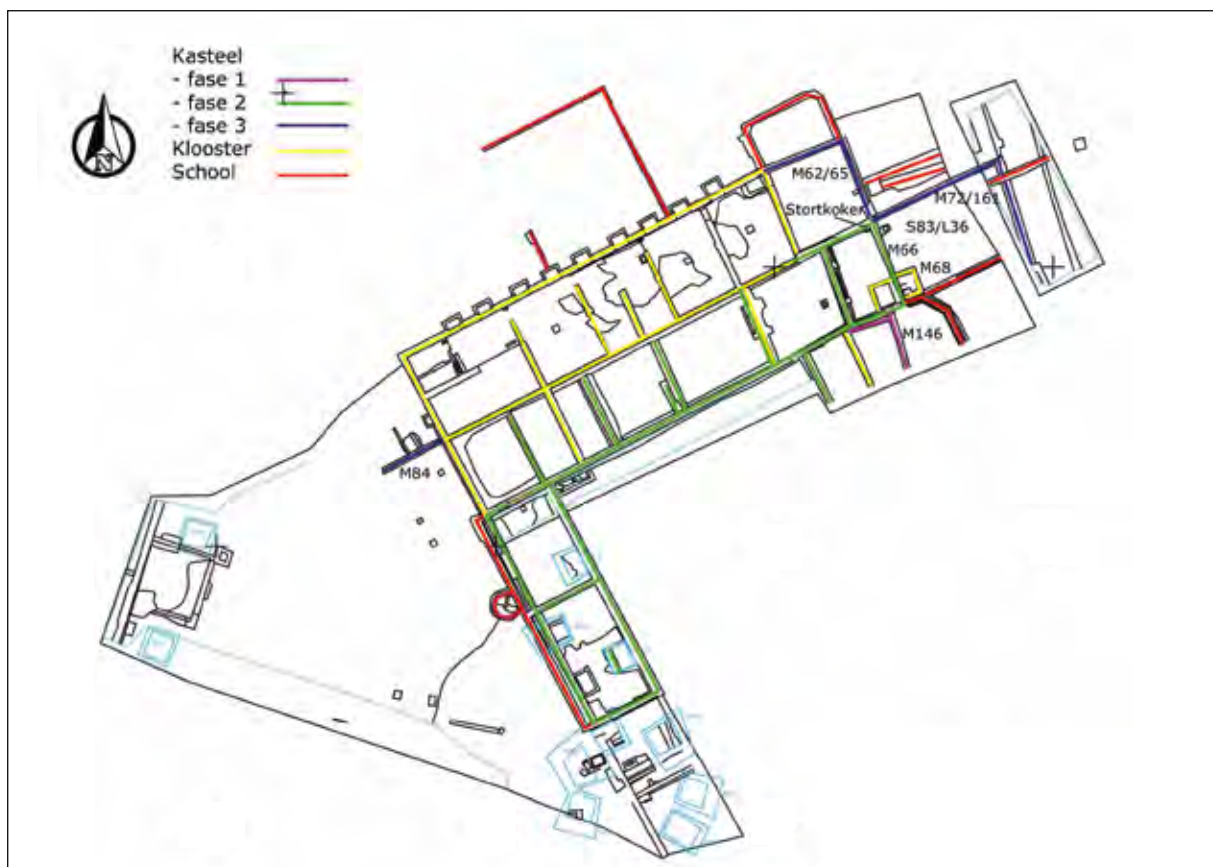 Kasteel
- fase 1
- fase 2
- fase 3
Klooster
School
N
M62/65
Stortkoker
M72/161
S83/L36
M66
M68
M146
M84